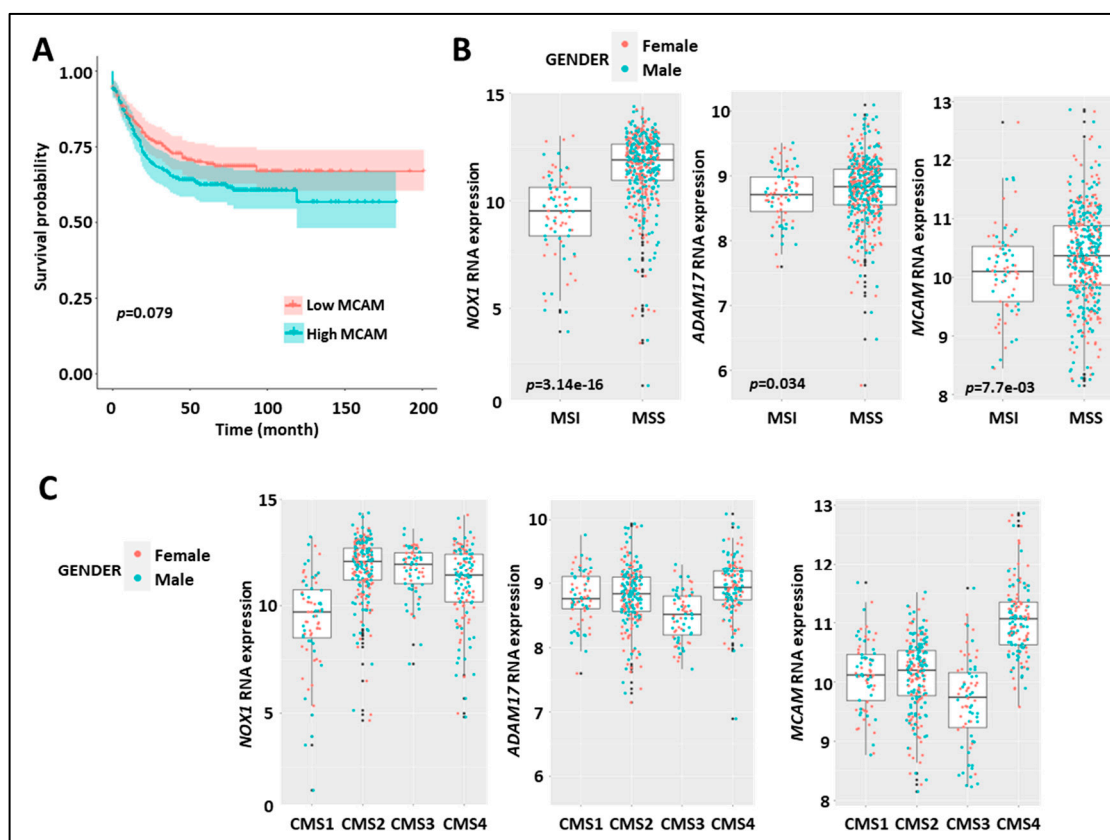 A
1.00
0.75
0.50
0.25
0.00
Survival probability
p=0.079
Low MCAM
High MCAM
0 50 100 150 200
Time (month)
B
GENDER
Female
Male
15
10
5
0
NOX1 RNA expression
p=3.14e-16
MSI MSS
10
9
8
7
6
ADAM17 RNA expression
p=0.034
MSI MSS
13
12
11
10
9
8
MCAM RNA expression
p=7.7e-03
MSI MSS
C
GENDER
Female
Male
15
10
5
0
NOX1 RNA expression
CMS1 CMS2 CMS3 CMS4
10
9
8
7
6
ADAM17 RNA expression
CMS1 CMS2 CMS3 CMS4
13
12
11
10
9
8
MCAM RNA expression
CMS1 CMS2 CMS3 CMS4